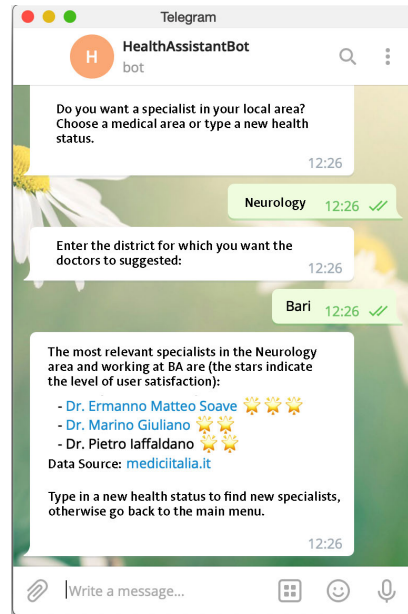 Telegram
H
HealthAssistantBot
bot
Do you want a specialist in your local area?
Choose a medical area or type a new health
status.
12:26
Neurology 12:26
Enter the district for which you want the
doctors to suggested:
12:26
Bari 12:26
The most relevant specialists in the Neurology
area and working at BA are (the stars indicate
the level of user satisfaction):
- Dr. Ermanno Matteo Soave
- Dr. Marino Giuliano
- Dr. Pietro Iaffaldano
Data Source: mediciitalia.it
Type in a new health status to find new specialists,
otherwise go back to the main menu.
12:26
Write a message...